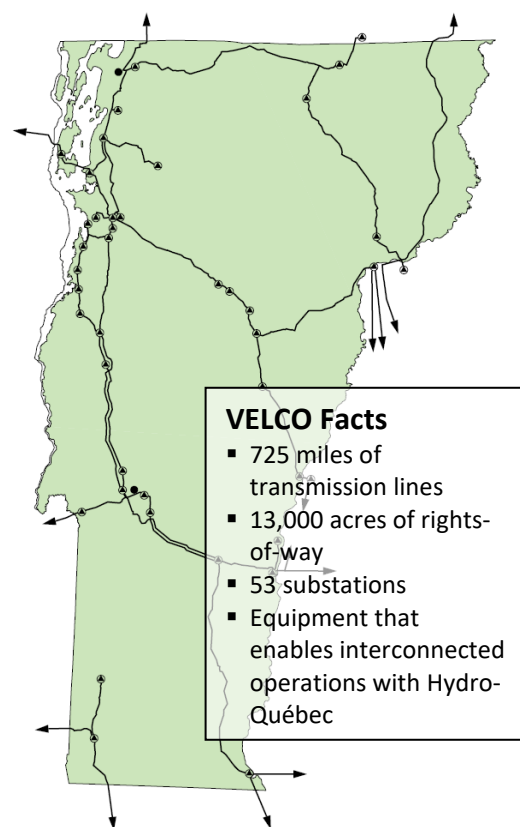 VELCO Facts
▪ 725 miles of
transmission lines
▪ 13,000 acres of rights-
of-way
▪ 53 substations
▪ Equipment that
enables interconnected
operations with Hydro-
Québec